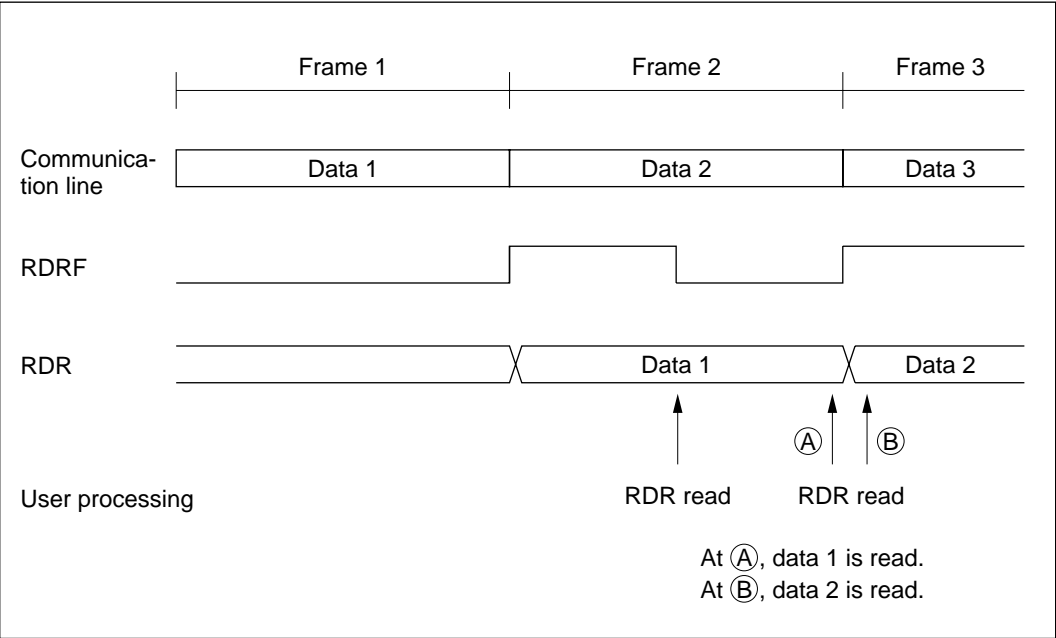 Frame 1 Frame 2 Frame 3
Communica-
tion line
Data 1 Data 2 Data 3
RDRF
RDR
Data 1 Data 2
A B
User processing
RDR read RDR read
At Ⓐ, data 1 is read.
At Ⓑ, data 2 is read.